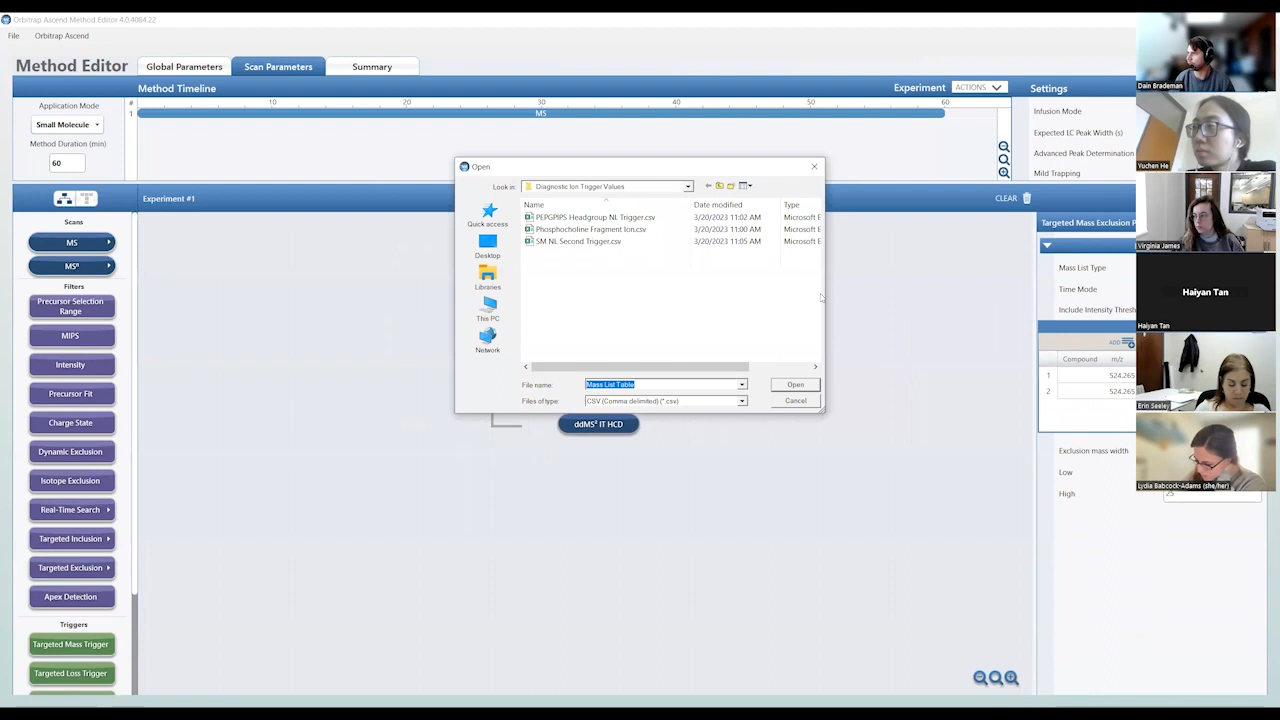 Orbitrap Ascend Method Editor 4.0.4084.22
File Orbitrap Ascend
Method Editor
Global Parameters
Scan Parameters
Summary
Application Mode
Small Molecule
Method Duration (min)
60
Method Timeline
Experiment
ACTIONS
#
10 20 30 40 50 60
1 MS
Settings
Infusion Mode
Expected LC Peak Width (s)
Advanced Peak Determination
Mild Trapping
Experiment #1
CLEAR
Scans
MS
MSⁿ
Filters
Precursor Selection
Range
MIPS
Intensity
Precursor Fit
Charge State
Dynamic Exclusion
Isotope Exclusion
Real-Time Search
Targeted Inclusion
Targeted Exclusion
Apex Detection
Triggers
Targeted Mass Trigger
Targeted Loss Trigger
Open
Look in: Diagnostic Ion Trigger Values
Quick access
Desktop
Libraries
This PC
Network
Name Date modified Type
PEPGPIPS Headgroup NL Trigger.csv 3/20/2023 11:02 AM Microsoft E
Phosphocholine Fragment Ion.csv 3/20/2023 11:00 AM Microsoft E
SM NL Second Trigger.csv 3/20/2023 11:05 AM Microsoft E
File name: Mass List Table
Open
Files of type: CSV (Comma delimited) (*.csv)
Cancel
ddMS² IT HCD
Targeted Mass Exclusion P
Mass List Type
Time Mode
Include Intensity Thresh
ADD
Compound m/z
1 524.265
2 524.265
Exclusion mass width
Low
High 25
Dain Brademan
Yuchen He
Virginia James
Haiyan Tan
Haiyan Tan
Erin Seeley
Lydia Babcock-Adams (she/her)